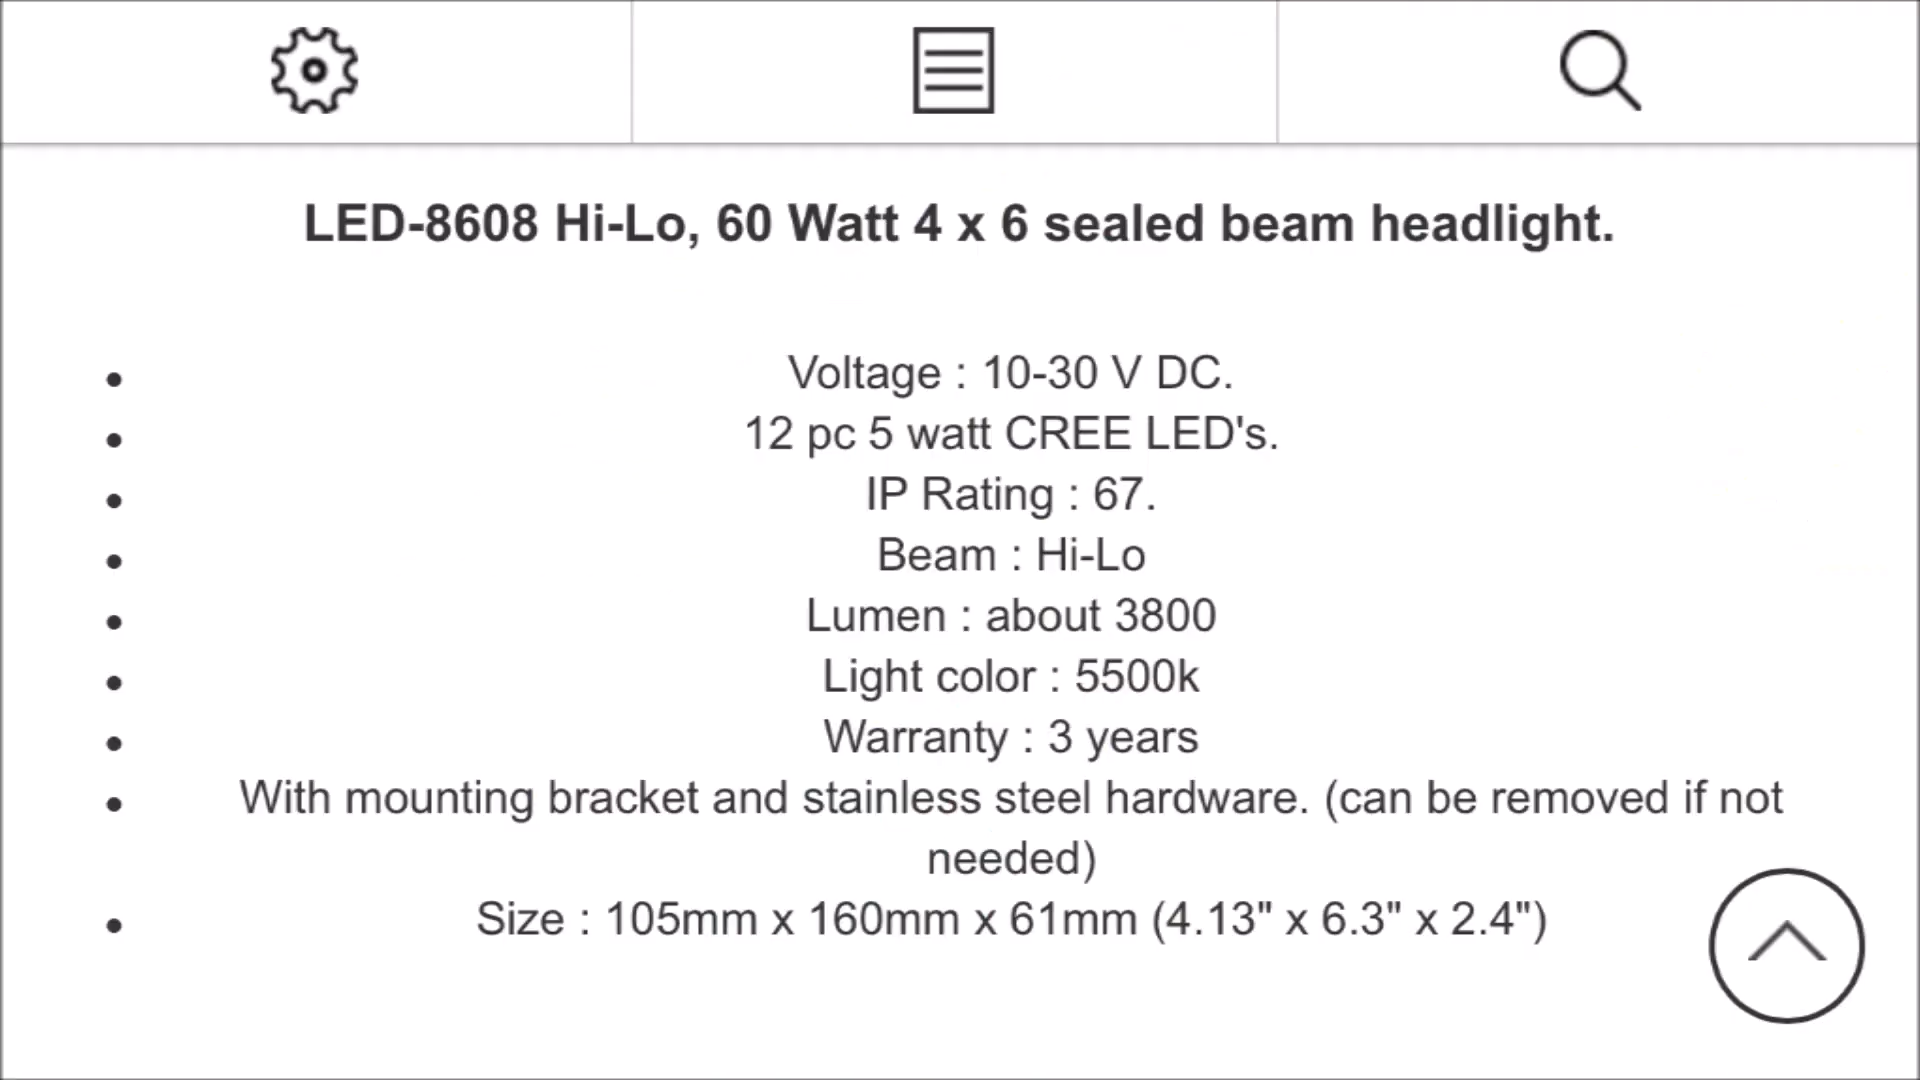 LED-8608 Hi-Lo, 60 Watt 4 x 6 sealed beam headlight.
Voltage : 10-30 V DC.
12 pc 5 watt CREE LED's.
IP Rating : 67.
Beam : Hi-Lo
Lumen : about 3800
Light color : 5500k
Warranty : 3 years
With mounting bracket and stainless steel hardware. (can be removed if not
needed)
Size : 105mm x 160mm x 61mm (4.13" x 6.3" x 2.4")